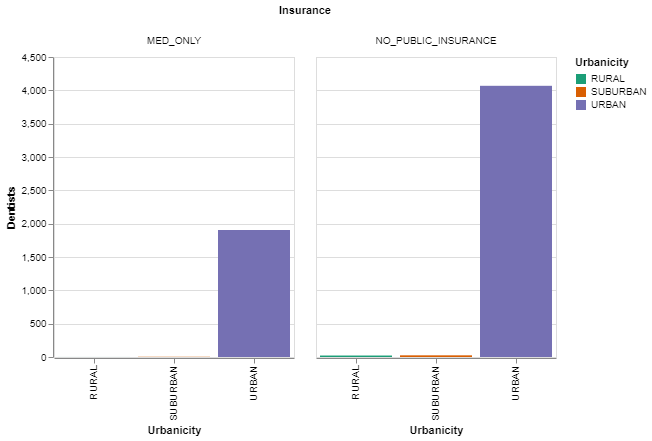 Insurance
MED_ONLY
NO_PUBLIC_INSURANCE
Urbanicity
RURAL
SUBURBAN
URBAN
Dentists
4,500
4,000
3,500
3,000
2,500
2,000
1,500
1,000
500
0
RURAL
SUBURBAN
URBAN
RURAL
SUBURBAN
URBAN
Urbanicity
Urbanicity